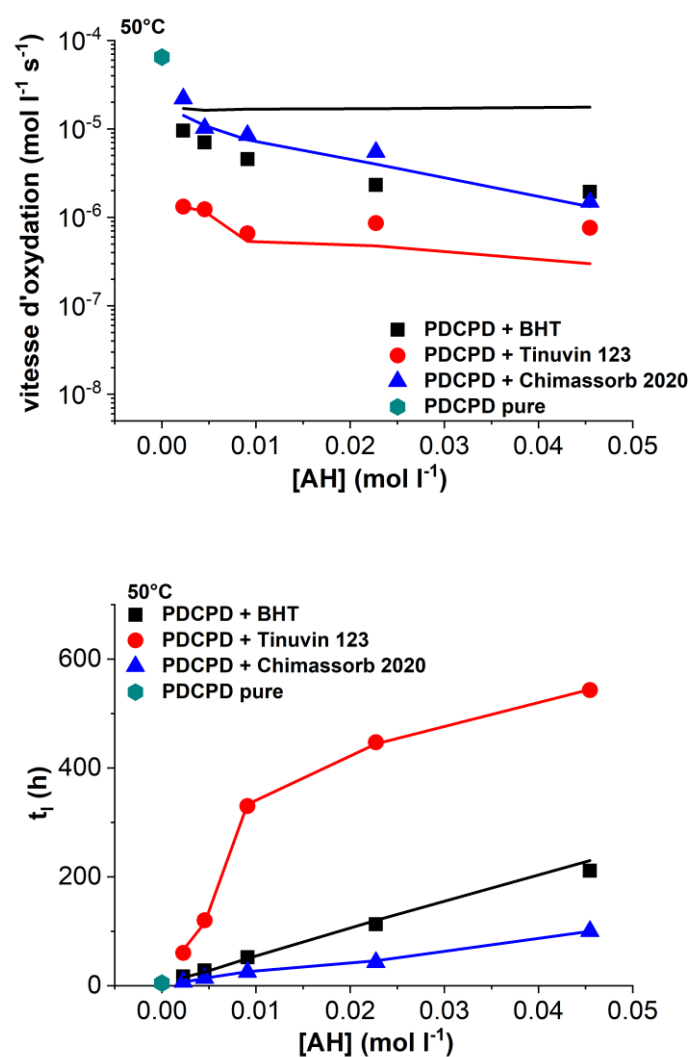 50°C
vitesse d'oxydation (mol l⁻¹ s⁻¹)
10⁻⁴
10⁻⁵
10⁻⁶
10⁻⁷
10⁻⁸
PDCPD + BHT
PDCPD + Tinuvin 123
PDCPD + Chimassorb 2020
PDCPD pure
0.00 0.01 0.02 0.03 0.04 0.05
[AH] (mol l⁻¹)
50°C
PDCPD + BHT
PDCPD + Tinuvin 123
PDCPD + Chimassorb 2020
PDCPD pure
tᵢ (h)
600
400
200
0
0.00 0.01 0.02 0.03 0.04 0.05
[AH] (mol l⁻¹)